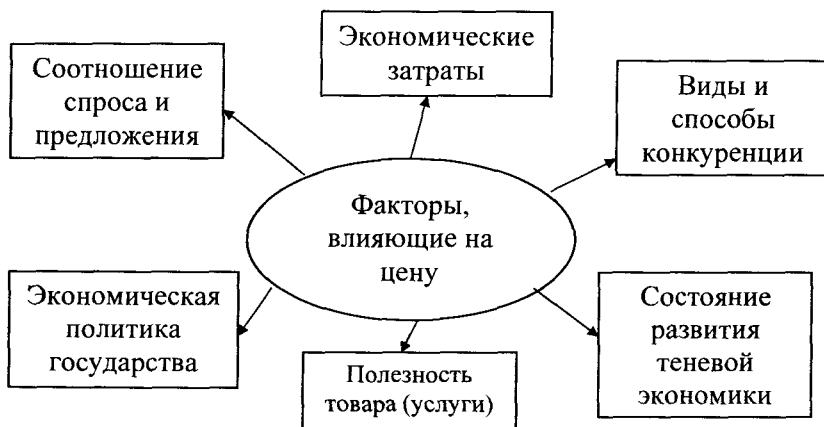 Соотношение
спроса и
предложения
Экономические
затраты
Виды и
способы
конкуренции
Факторы,
влияющие на
цену
Экономическая
политика
государства
Полезность
товара (услуги)
Состояние
развития
теневой
экономики